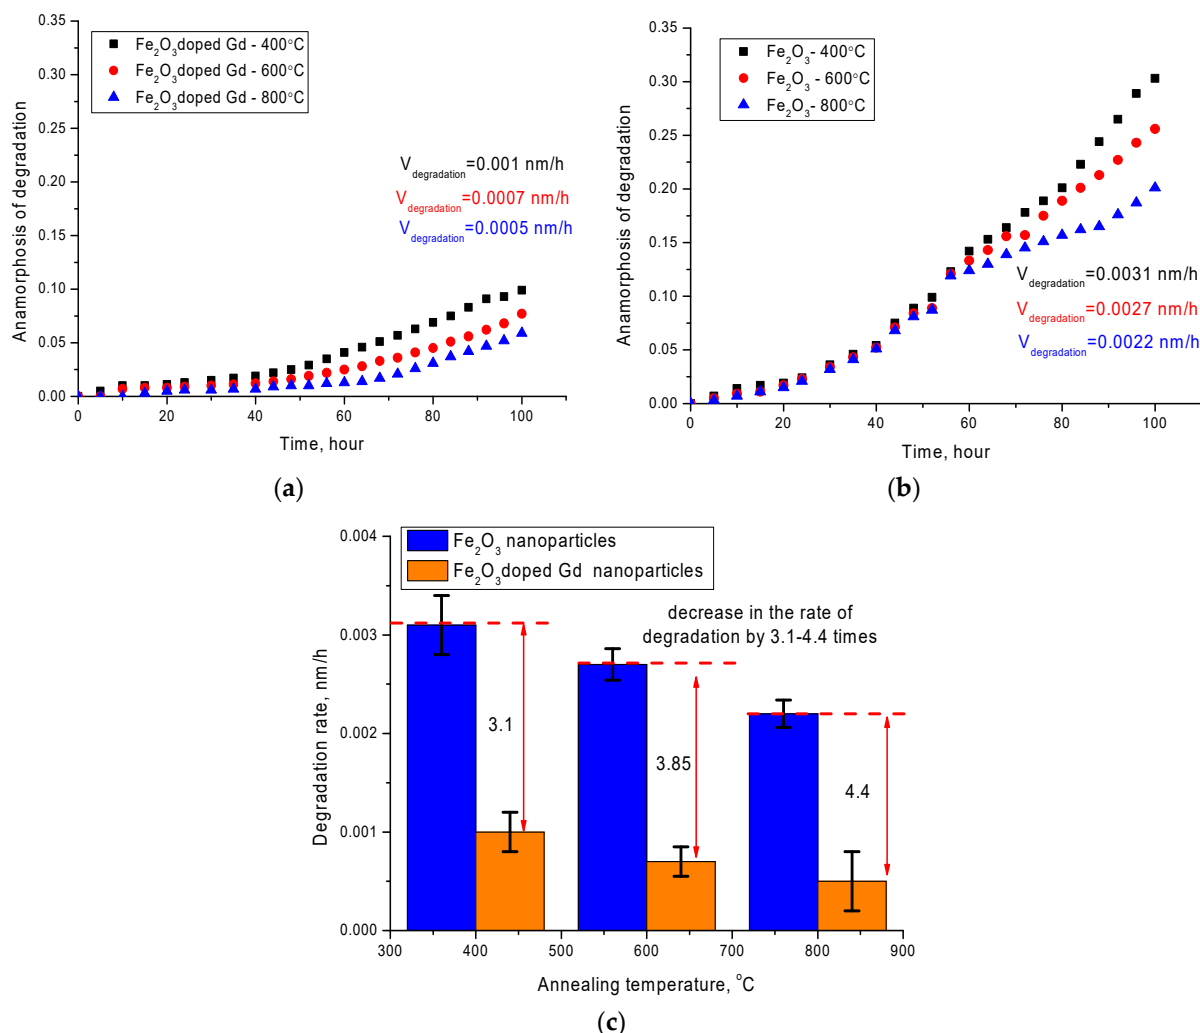 0.35
0.30
0.25
0.20
0.15
0.10
0.05
0.00
Anamorphosis of degradation
Fe2O3doped Gd - 400°C
Fe2O3doped Gd - 600°C
Fe2O3doped Gd - 800°C
Vdegradation=0.001 nm/h
Vdegradation=0.0007 nm/h
Vdegradation=0.0005 nm/h
0 20 40 60 80 100
Time, hour
(a)
0.35
0.30
0.25
0.20
0.15
0.10
0.05
0.00
Anamorphosis of degradation
Fe2O3- 400°C
Fe2O3 - 600°C
Fe2O3- 800°C
Vdegradation=0.0031 nm/h
Vdegradation=0.0027 nm/h
Vdegradation=0.0022 nm/h
0 20 40 60 80 100
Time, hour
(b)
0.004
0.003
0.002
0.001
0.000
Degradation rate, nm/h
Fe2O3 nanoparticles
Fe2O3doped Gd nanoparticles
decrease in the rate of
degradation by 3.1-4.4 times
3.1
3.85
4.4
300 400 500 600 700 800 900
Annealing temperature, °C
(c)